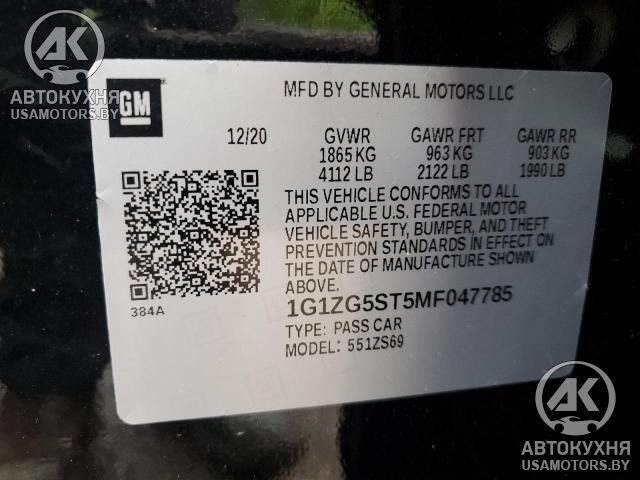 AK
АВТОКУХНЯ
USAMOTORS.BY
GM
MFD BY GENERAL MOTORS LLC
12/20 GVWR GAWR FRT GAWR RR
1865 KG 963 KG 903 KG
4112 LB 2122 LB 1990 LB
THIS VEHICLE CONFORMS TO ALL
APPLICABLE U.S. FEDERAL MOTOR
VEHICLE SAFETY, BUMPER, AND THEFT
PREVENTION STANDARDS IN EFFECT ON
THE DATE OF MANUFACTURE SHOWN
ABOVE.
384A
1G1ZG5ST5MF047785
TYPE: PASS CAR
MODEL: 551ZS69
AK
АВТОКУХНЯ
USAMOTORS.BY